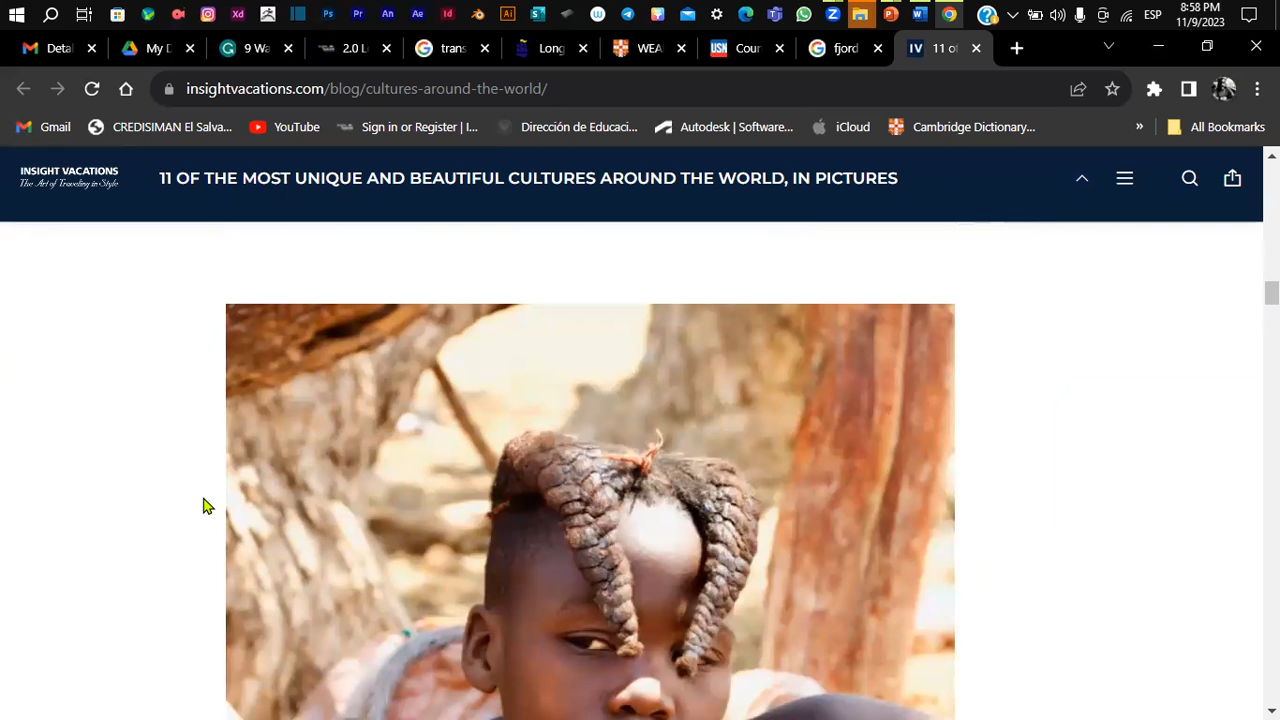 ESP
8:58 PM
11/9/2023
Detal
My D
9 Wa
2.0 L
trans
Long
WEA
Cour
fjord
11 of
insightvacations.com/blog/cultures-around-the-world/
Gmail
CREDISIMAN El Salva...
YouTube
Sign in or Register | I...
Dirección de Educaci...
Autodesk | Software...
iCloud
Cambridge Dictionary...
»
All Bookmarks
INSIGHT VACATIONS
The Art of Traveling in Style
11 OF THE MOST UNIQUE AND BEAUTIFUL CULTURES AROUND THE WORLD, IN PICTURES